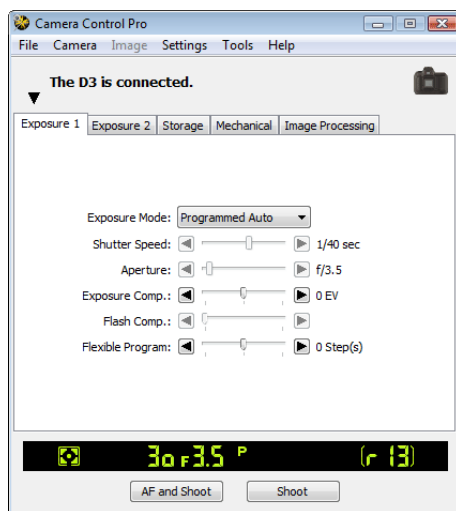 Camera Control Pro
File Camera Image Settings Tools Help
The D3 is connected.
Exposure 1 Exposure 2 Storage Mechanical Image Processing
Exposure Mode: Programmed Auto
Shutter Speed: 1/40 sec
Aperture: f/3.5
Exposure Comp.: 0 EV
Flash Comp.:
Flexible Program: 0 Step(s)
30 F3.5 P (r 13)
AF and Shoot Shoot